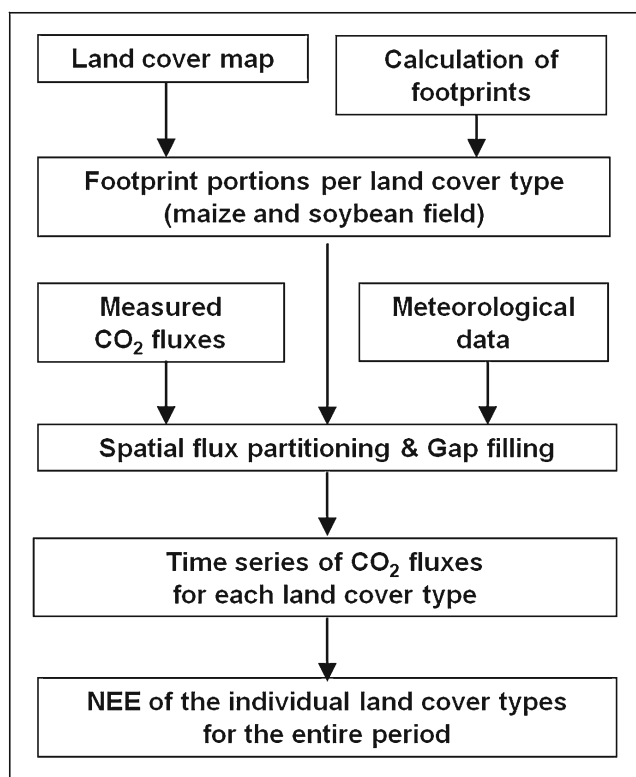 Land cover map
Calculation of
footprints
Footprint portions per land cover type
(maize and soybean field)
Measured
CO₂ fluxes
Meteorological
data
Spatial flux partitioning & Gap filling
Time series of CO₂ fluxes
for each land cover type
NEE of the individual land cover types
for the entire period